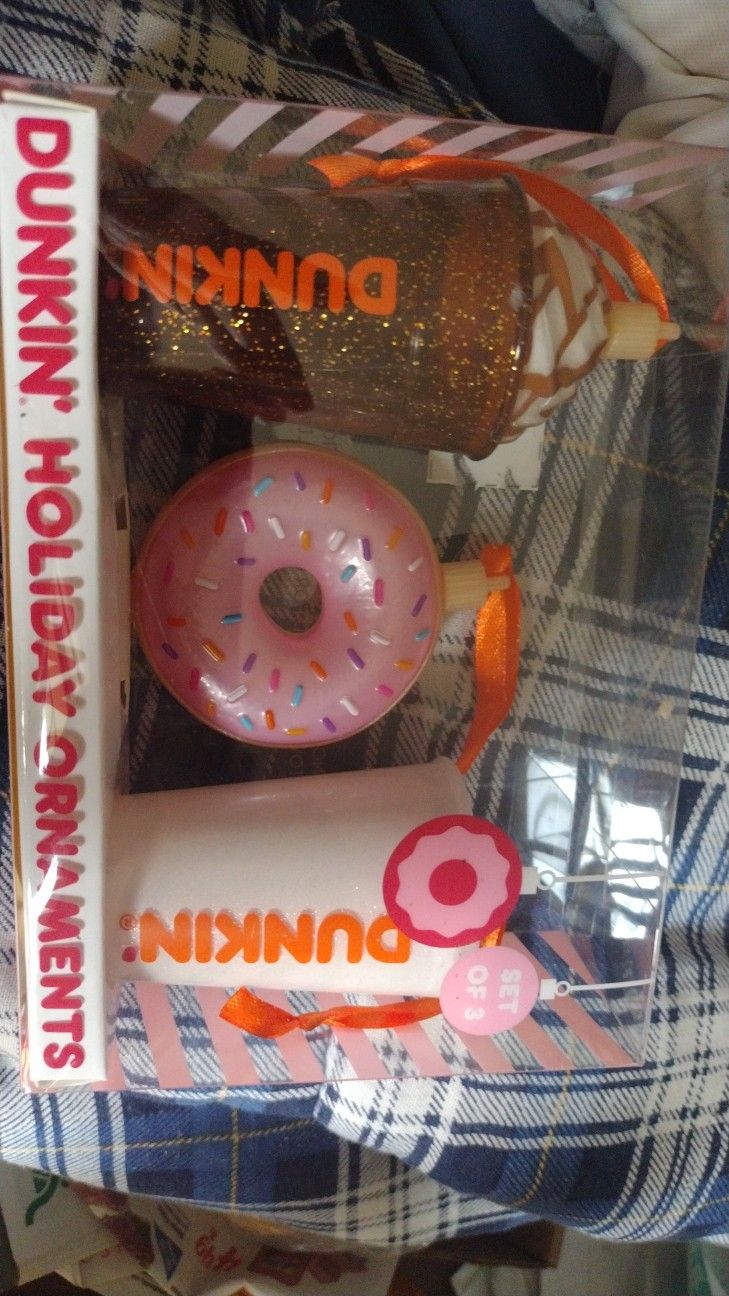 DUNKIN'
DUNKIN'
SET
OF 3
DUNKIN' HOLIDAY ORNAMENTS